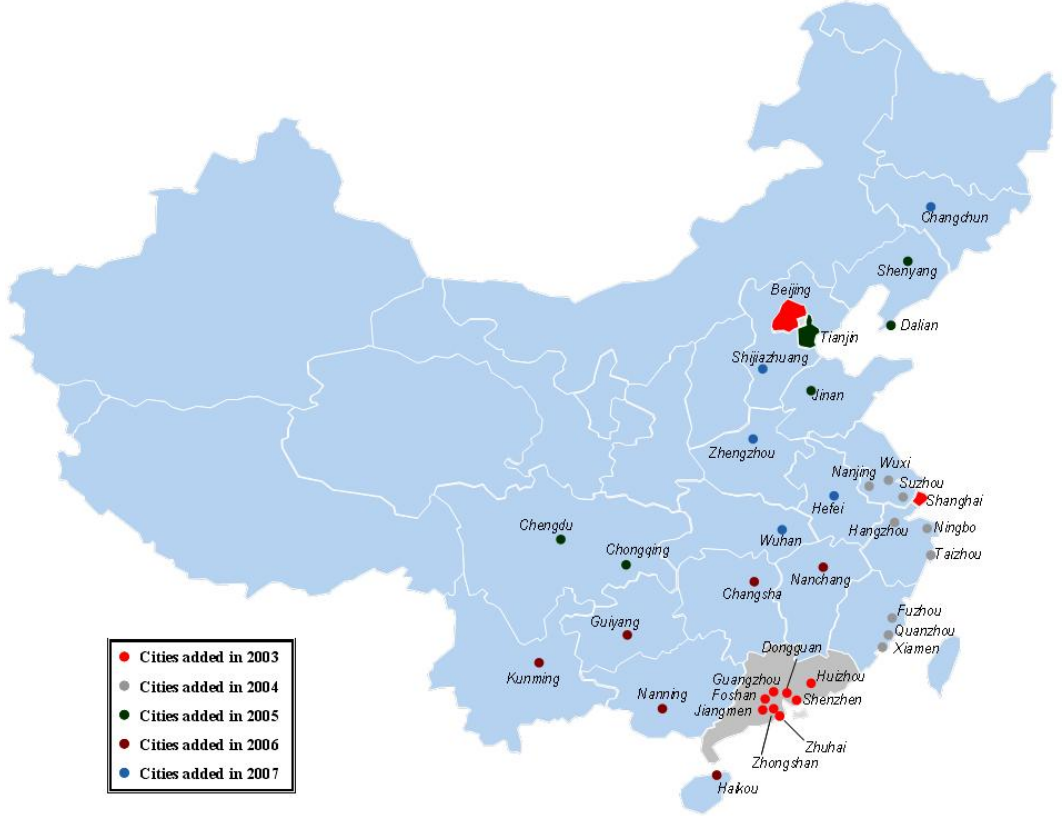 Changchun
Shenyang
Beijing
Dalian
Tianjin
Shijiazhuang
Jinan
Zhengzhou
Wuxi
Nanjing
Suzhou
Shanghai
Hefei
Hangzhou
Ningbo
Chengdu
Wuhan
Taizhou
Chongqing
Nanchang
Changsha
Fuzhou
Guiyang
Quanzhou
Xiamen
Dongguan
Kunming
Guangzhou
Huizhou
Nanning
Foshan
Shenzhen
Jiangmen
Zhuhai
Zhongshan
Haikou
Cities added in 2003
Cities added in 2004
Cities added in 2005
Cities added in 2006
Cities added in 2007